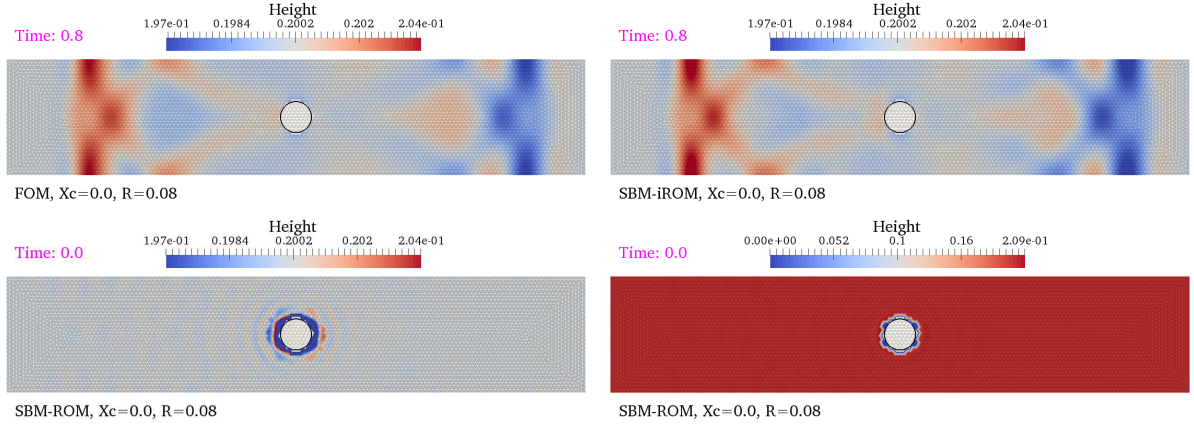 Height
1.97e-01 0.1984 0.2002 0.202 2.04e-01
Time: 0.8
FOM, Xc=0.0, R=0.08
Height
1.97e-01 0.1984 0.2002 0.202 2.04e-01
Time: 0.8
SBM-iROM, Xc=0.0, R=0.08
Height
1.97e-01 0.1984 0.2002 0.202 2.04e-01
Time: 0.0
SBM-ROM, Xc=0.0, R=0.08
Height
0.00e+00 0.052 0.1 0.16 2.09e-01
Time: 0.0
SBM-ROM, Xc=0.0, R=0.08